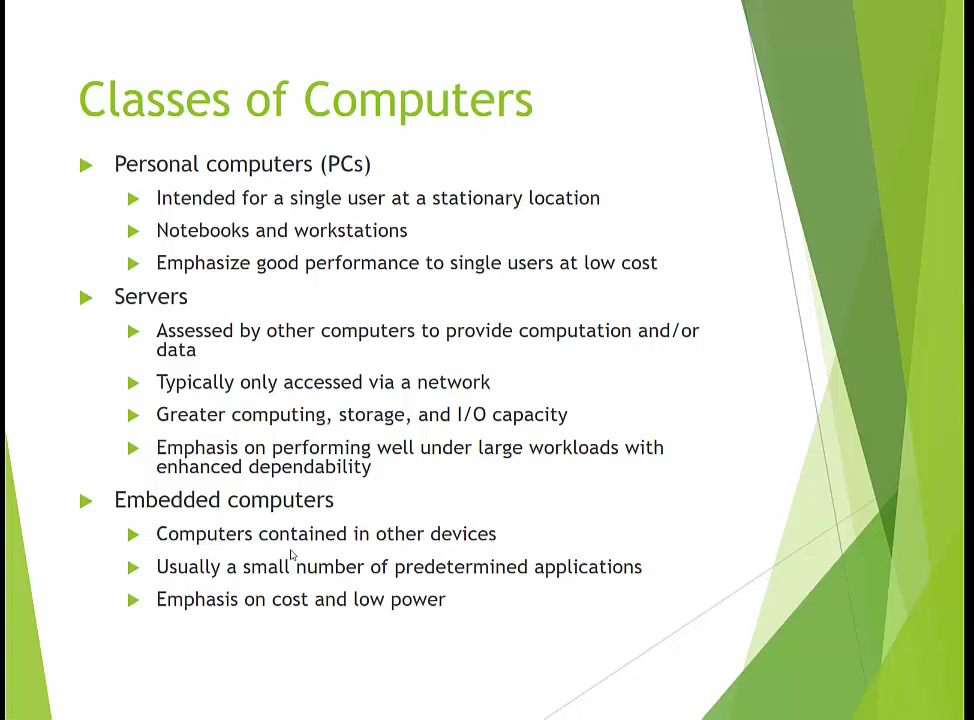 Classes of Computers
Personal computers (PCs)
Intended for a single user at a stationary location
Notebooks and workstations
Emphasize good performance to single users at low cost
Servers
Assessed by other computers to provide computation and/or
data
Typically only accessed via a network
Greater computing, storage, and I/O capacity
Emphasis on performing well under large workloads with
enhanced dependability
Embedded computers
Computers contained in other devices
Usually a small number of predetermined applications
Emphasis on cost and low power